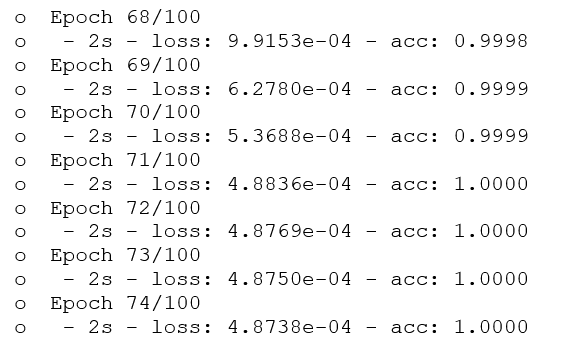 o Epoch 68/100
o - 2s - loss: 9.9153e-04 - acc: 0.9998
o Epoch 69/100
o - 2s - loss: 6.2780e-04 - acc: 0.9999
o Epoch 70/100
o - 2s - loss: 5.3688e-04 - acc: 0.9999
o Epoch 71/100
o - 2s - loss: 4.8836e-04 - acc: 1.0000
o Epoch 72/100
o - 2s - loss: 4.8769e-04 - acc: 1.0000
o Epoch 73/100
o - 2s - loss: 4.8750e-04 - acc: 1.0000
o Epoch 74/100
o - 2s - loss: 4.8738e-04 - acc: 1.0000